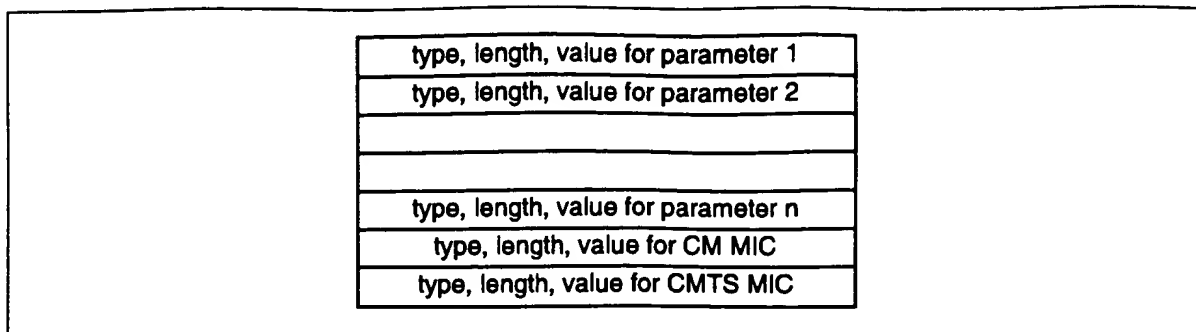 type, length, value for parameter 1
type, length, value for parameter 2
type, length, value for parameter n
type, length, value for CM MIC
type, length, value for CMTS MIC